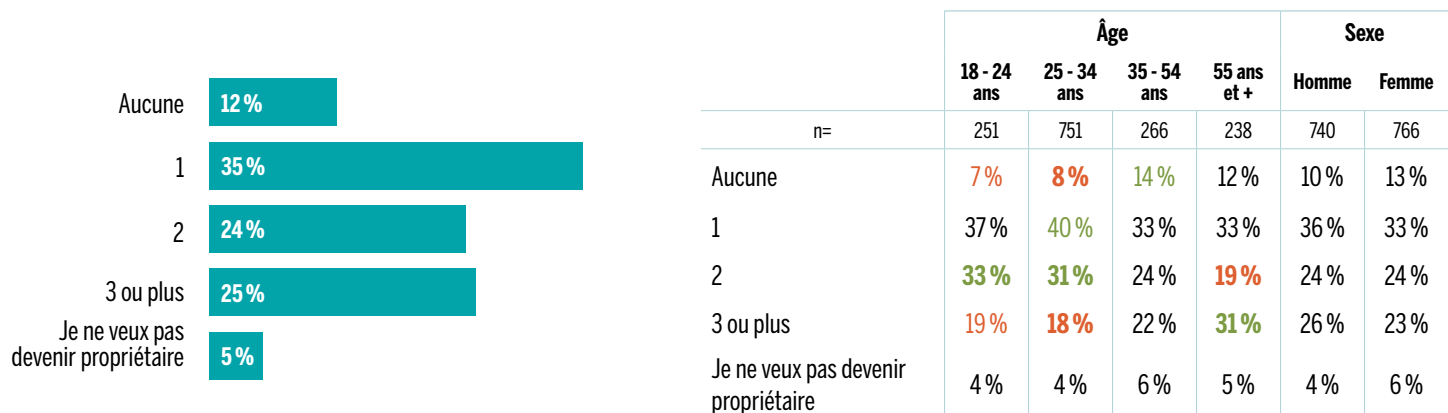 Aucune 12 %
1 35 %
2 24 %
3 ou plus 25 %
Je ne veux pas
devenir propriétaire 5 %
Âge Sexe
18 - 24 ans 25 - 34 ans 35 - 54 ans 55 ans et + Homme Femme
n= 251 751 266 238 740 766
Aucune 7 % 8 % 14 % 12 % 10 % 13 %
1 37 % 40 % 33 % 33 % 36 % 33 %
2 33 % 31 % 24 % 19 % 24 % 24 %
3 ou plus 19 % 18 % 22 % 31 % 26 % 23 %
Je ne veux pas devenir
propriétaire 4 % 4 % 6 % 5 % 4 % 6 %